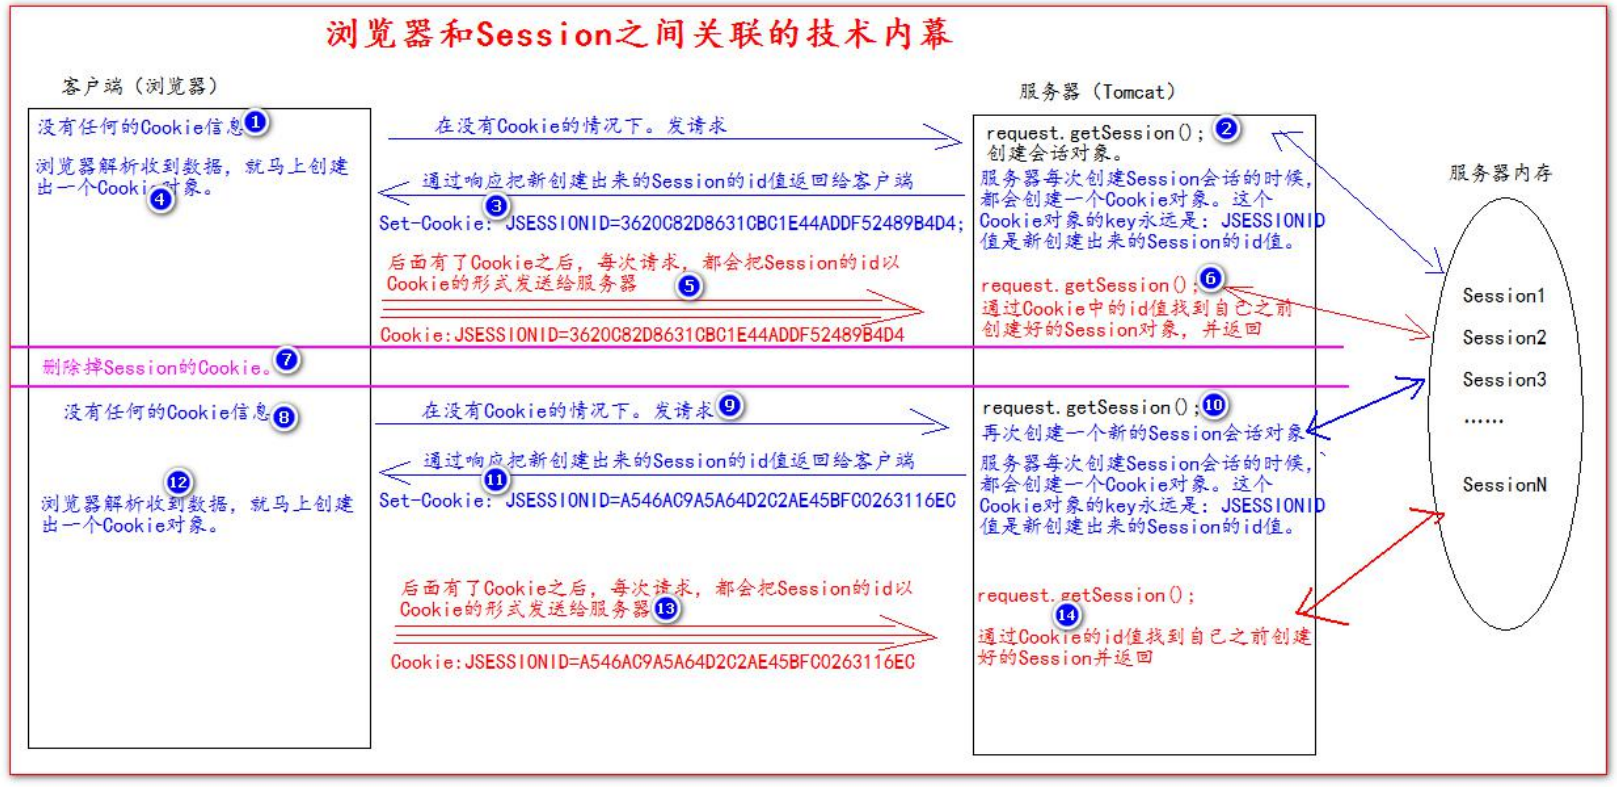 浏览器和Session之间关联的技术内幕
客户端（浏览器）
服务器（Tomcat）
没有任何的Cookie信息 1
在没有Cookie的情况下。发请求
request.getSession(); 2
创建会话对象。
浏览器解析收到数据，就马上创建
出一个Cookie对象。
4
通过响应把新创建出来的Session的id值返回给客户端
3
Set-Cookie: JSESSIONID=3620C82D8631CBC1E44ADDF52489B4D4;
服务器每次创建Session会话的时候，
都会创建一个Cookie对象。这个
Cookie对象的key永远是：JSESSIONID
值是新创建出来的Session的id值。
服务器内存
后面有了Cookie之后，每次请求，都会把Session的id以
Cookie的形式发送给服务器 5
Cookie:JSESSIONID=3620C82D8631CBC1E44ADDF52489B4D4
request.getSession(); 6
通过Cookie中的id值找到自己之前
创建好的Session对象，并返回
Session1
Session2
Session3
······
SessionN
删除掉Session的Cookie。 7
没有任何的Cookie信息 8
在没有Cookie的情况下。发请求 9
request.getSession(); 10
再次创建一个新的Session会话对象
通过响应把新创建出来的Session的id值返回给客户端
11
Set-Cookie: JSESSIONID=A546AC9A5A64D2C2AE45BFC0263116EC
服务器每次创建Session会话的时候，
都会创建一个Cookie对象。这个
Cookie对象的key永远是：JSESSIONID
值是新创建出来的Session的id值。
12
浏览器解析收到数据，就马上创建
出一个Cookie对象。
后面有了Cookie之后，每次请求，都会把Session的id以
Cookie的形式发送给服务器 13
Cookie:JSESSIONID=A546AC9A5A64D2C2AE45BFC0263116EC
request.getSession();
14
通过Cookie的id值找到自己之前创建
好的Session并返回